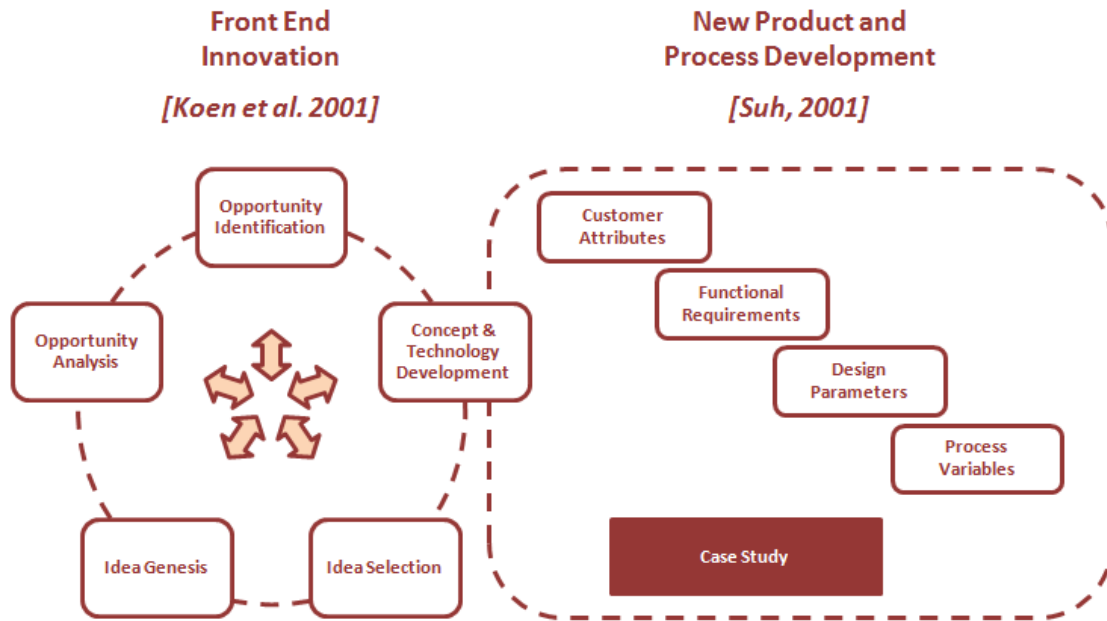 Front End
Innovation
[Koen et al. 2001]
New Product and
Process Development
[Suh, 2001]
Opportunity
Identification
Opportunity
Analysis
Concept &
Technology
Development
Idea Genesis
Idea Selection
Customer
Attributes
Functional
Requirements
Design
Parameters
Process
Variables
Case Study